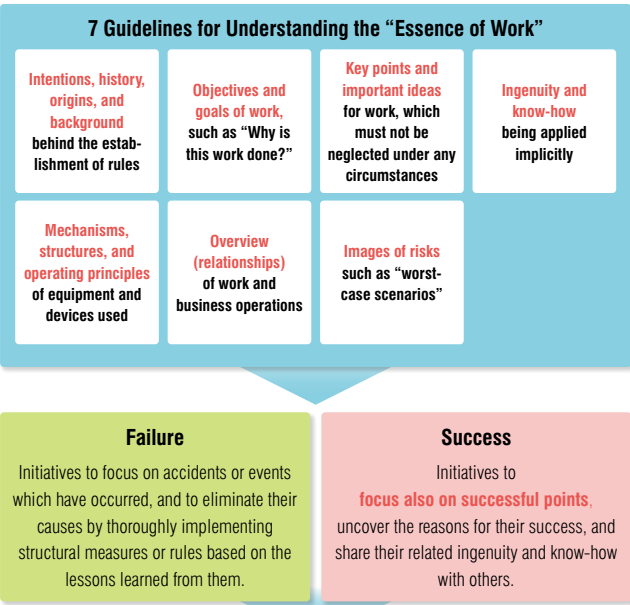 7 Guidelines for Understanding the “Essence of Work”
Intentions, history,
origins, and
background
behind the estab-
lishment of rules
Objectives and
goals of work,
such as “Why is
this work done?”
Key points and
important ideas
for work, which
must not be
neglected under any
circumstances
Ingenuity and
know-how
being applied
implicitly
Mechanisms,
structures, and
operating principles
of equipment and
devices used
Overview
(relationships)
of work and
business operations
Images of risks
such as “worst-
case scenarios”
Failure
Initiatives to focus on accidents or events
which have occurred, and to eliminate their
causes by thoroughly implementing
structural measures or rules based on the
lessons learned from them.
Success
Initiatives to
focus also on successful points,
uncover the reasons for their success, and
share their related ingenuity and know-how
with others.